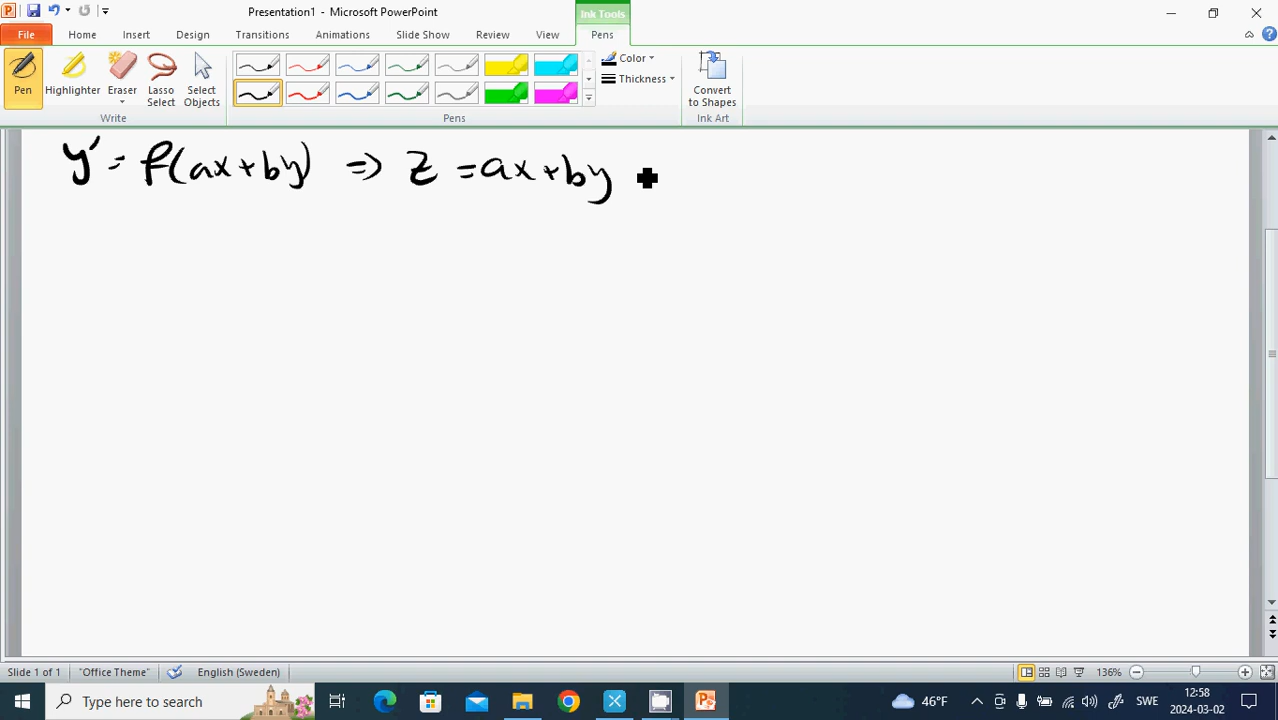 Presentation1 - Microsoft PowerPoint
Ink Tools
File Home Insert Design Transitions Animations Slide Show Review View Pens
Pen
Highlighter
Eraser
Lasso Select
Select Objects
Color
Thickness
Convert to Shapes
Write
Pens
Ink Art
y' = f(ax+by) => z = ax+by
Slide 1 of 1 "Office Theme" English (Sweden) 136%
Type here to search
46°F
SWE
12:58
2024-03-02